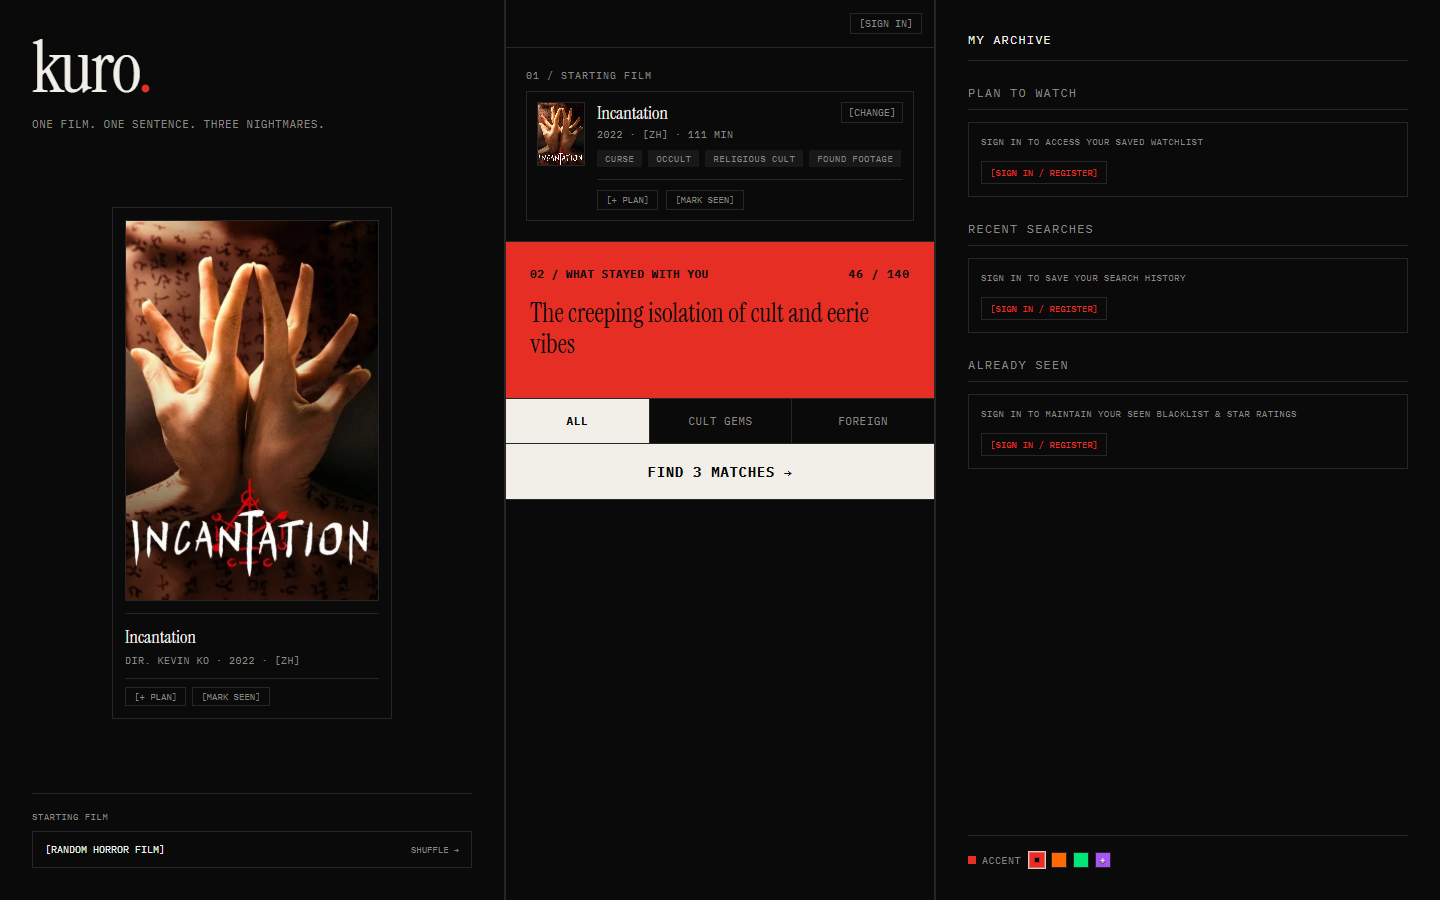 kuro.
ONE FILM. ONE SENTENCE. THREE NIGHTMARES.
INCANTATION
Incantation
DIR. KEVIN KO · 2022 · [ZH]
[+ PLAN] [MARK SEEN]
STARTING FILM
[RANDOM HORROR FILM] SHUFFLE →
[SIGN IN]
01 / STARTING FILM
INCANTATION
Incantation [CHANGE]
2022 · [ZH] · 111 MIN
CURSE OCCULT RELIGIOUS CULT FOUND FOOTAGE
[+ PLAN] [MARK SEEN]
02 / WHAT STAYED WITH YOU 46 / 140
The creeping isolation of cult and eerie
vibes
ALL CULT GEMS FOREIGN
FIND 3 MATCHES →
MY ARCHIVE
PLAN TO WATCH
SIGN IN TO ACCESS YOUR SAVED WATCHLIST
[SIGN IN / REGISTER]
RECENT SEARCHES
SIGN IN TO SAVE YOUR SEARCH HISTORY
[SIGN IN / REGISTER]
ALREADY SEEN
SIGN IN TO MAINTAIN YOUR SEEN BLACKLIST & STAR RATINGS
[SIGN IN / REGISTER]
ACCENT +